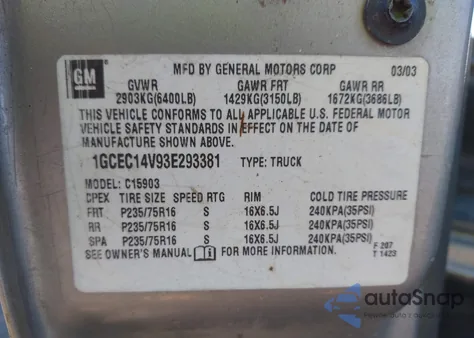 GM MFD BY GENERAL MOTORS CORP 03/03
GVWR GAWR FRT GAWR RR
2903KG(6400LB) 1429KG(3150LB) 1672KG(3686LB)
THIS VEHICLE CONFORMS TO ALL APPLICABLE U.S. FEDERAL MOTOR
VEHICLE SAFETY STANDARDS IN EFFECT ON THE DATE OF
MANUFACTURE SHOWN ABOVE.
1GCEC14V93E293381 TYPE: TRUCK
MODEL: C15903
CPEX TIRE SIZE SPEED RTG RIM COLD TIRE PRESSURE
FRT P235/75R16 S 16X6.5J 240KPA(35PSI)
RR P235/75R16 S 16X6.5J 240KPA(35PSI)
SPA P235/75R16 S 16X6.5J 240KPA(35PSI)
SEE OWNER'S MANUAL FOR MORE INFORMATION. F 207
T 1423
autoSnap